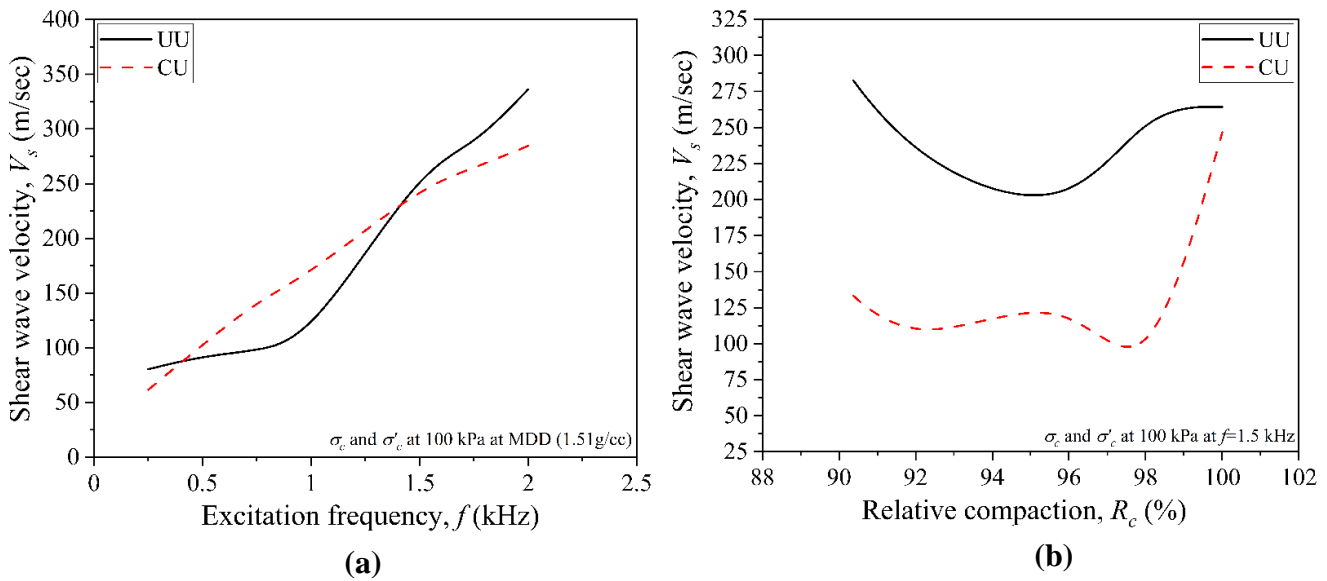 400
350
300
250
200
150
100
50
0
Shear wave velocity, Vs (m/sec)
UU
CU
σc and σ'c at 100 kPa at MDD (1.51g/cc)
0 0.5 1 1.5 2 2.5
Excitation frequency, f (kHz)
(a)
325
300
275
250
225
200
175
150
125
100
75
50
25
Shear wave velocity, Vs (m/sec)
UU
CU
σc and σ'c at 100 kPa at f=1.5 kHz
88 90 92 94 96 98 100 102
Relative compaction, Rc (%)
(b)